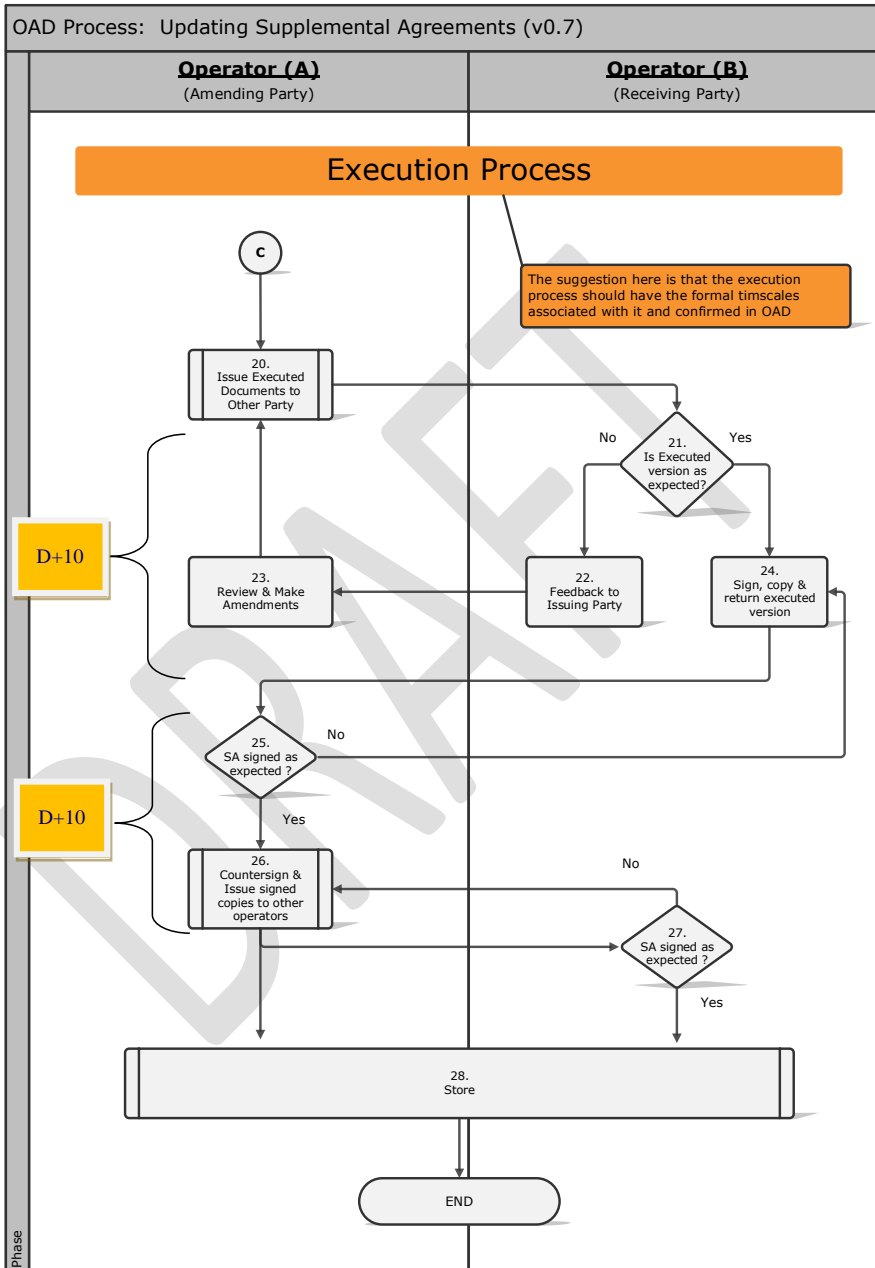 OAD Process:  Updating Supplemental Agreements (v0.7)
Operator (A)
(Amending Party)
Operator (B)
(Receiving Party)
Execution Process
C
The suggestion here is that the execution
process should have the formal timscales
associated with it and confirmed in OAD
20.
Issue Executed
Documents to
Other Party
No
21.
Is Executed
version as
expected?
Yes
D+10
23.
Review & Make
Amendments
22.
Feedback to
Issuing Party
24.
Sign, copy &
return executed
version
25.
SA signed as
expected ?
No
Yes
D+10
26.
Countersign &
Issue signed
copies to other
operators
No
27.
SA signed as
expected ?
Yes
28.
Store
END
Phase
DRAFT